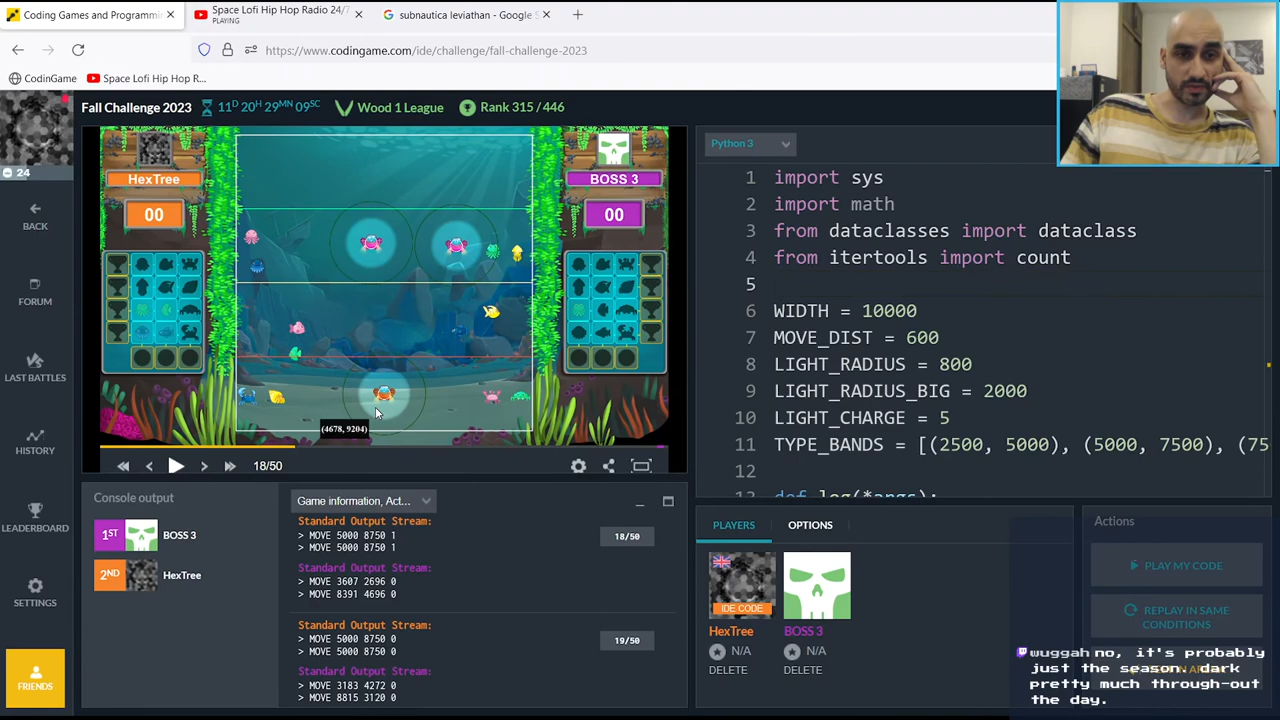 Coding Games and Programmi
Space Lofi Hip Hop Radio 24/7
PLAYING
subnautica leviathan - Google S
https://www.codingame.com/ide/challenge/fall-challenge-2023
CodinGame
Space Lofi Hip Hop R...
Fall Challenge 2023
11D 20H 29MN 09SC
Wood 1 League
Rank 315 / 446
24
BACK
FORUM
LAST BATTLES
HISTORY
LEADERBOARD
SETTINGS
FRIENDS
HexTree
00
BOSS 3
00
(4678, 9204)
18/50
Console output
1ST
BOSS 3
2ND
HexTree
Game information, Act...
Standard Output Stream:
> MOVE 5000 8750 1
> MOVE 5000 8750 1
18/50
Standard Output Stream:
> MOVE 3607 2696 0
> MOVE 8391 4696 0
Standard Output Stream:
> MOVE 5000 8750 0
> MOVE 5000 8750 0
19/50
Standard Output Stream:
> MOVE 3183 4272 0
> MOVE 8815 3120 0
Python 3
1 import sys
2 import math
3 from dataclasses import dataclass
4 from itertools import count
5
6 WIDTH = 10000
7 MOVE_DIST = 600
8 LIGHT_RADIUS = 800
9 LIGHT_RADIUS_BIG = 2000
10 LIGHT_CHARGE = 5
11 TYPE_BANDS = [(2500, 5000), (5000, 7500), (75
12
13 def log(*args):
PLAYERS
OPTIONS
IDE CODE
HexTree
N/A
DELETE
BOSS 3
N/A
DELETE
Actions
PLAY MY CODE
REPLAY IN SAME
CONDITIONS
wuggah no, it's probably
just the season. dark
pretty much through-out
the day.